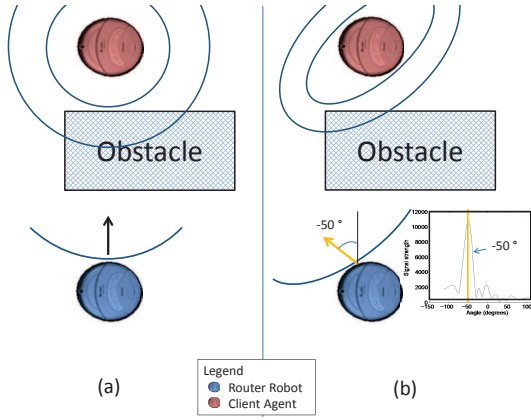 Obstacle
Obstacle
-50 °
12000
10000
8000
6000
4000
2000
0
Signal strength
-150
-100
-50
0
50
100
Angle (degrees)
-50 °
(a)
(b)
Legend
Router Robot
Client Agent